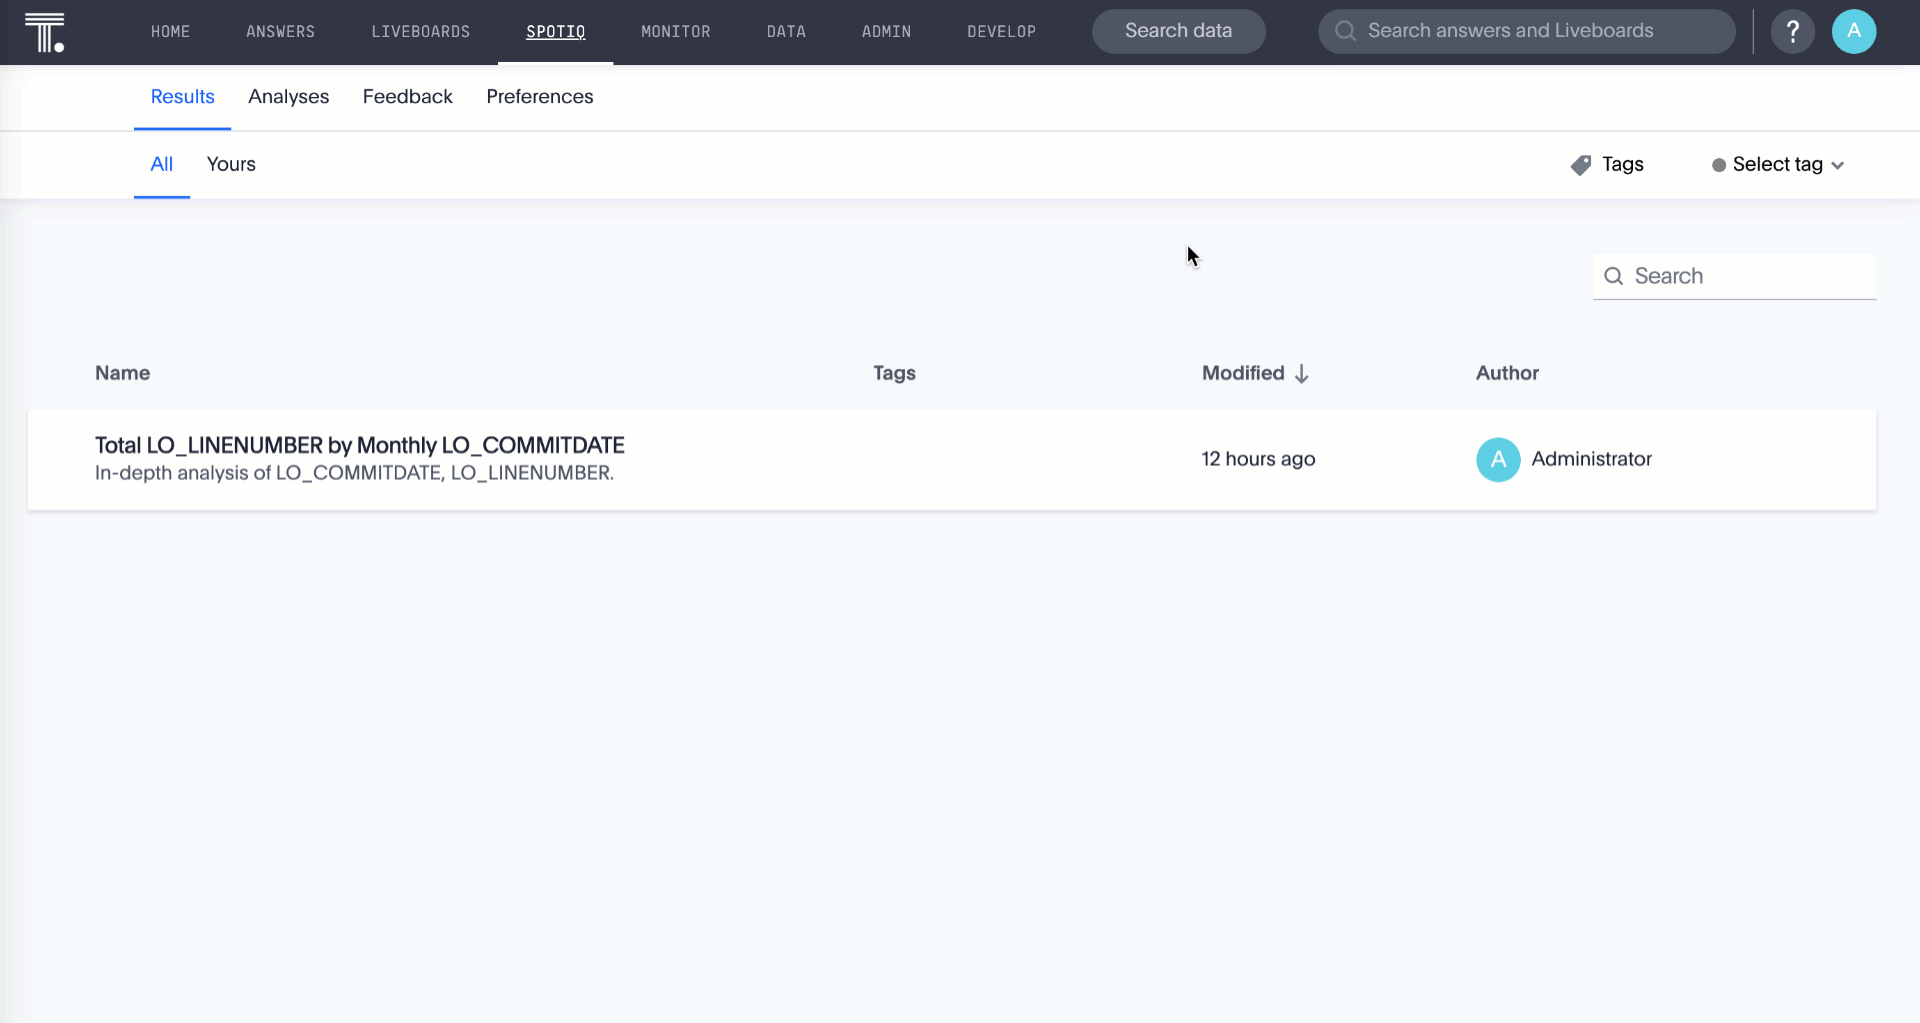 T.
HOME ANSWERS LIVEBOARDS SPOTIQ MONITOR DATA ADMIN DEVELOP Search data Search answers and Liveboards ? A
Results Analyses Feedback Preferences
All Yours Tags Select tag
Search
Name Tags Modified Author
Total LO_LINENUMBER by Monthly LO_COMMITDATE
In-depth analysis of LO_COMMITDATE, LO_LINENUMBER.
12 hours ago A Administrator